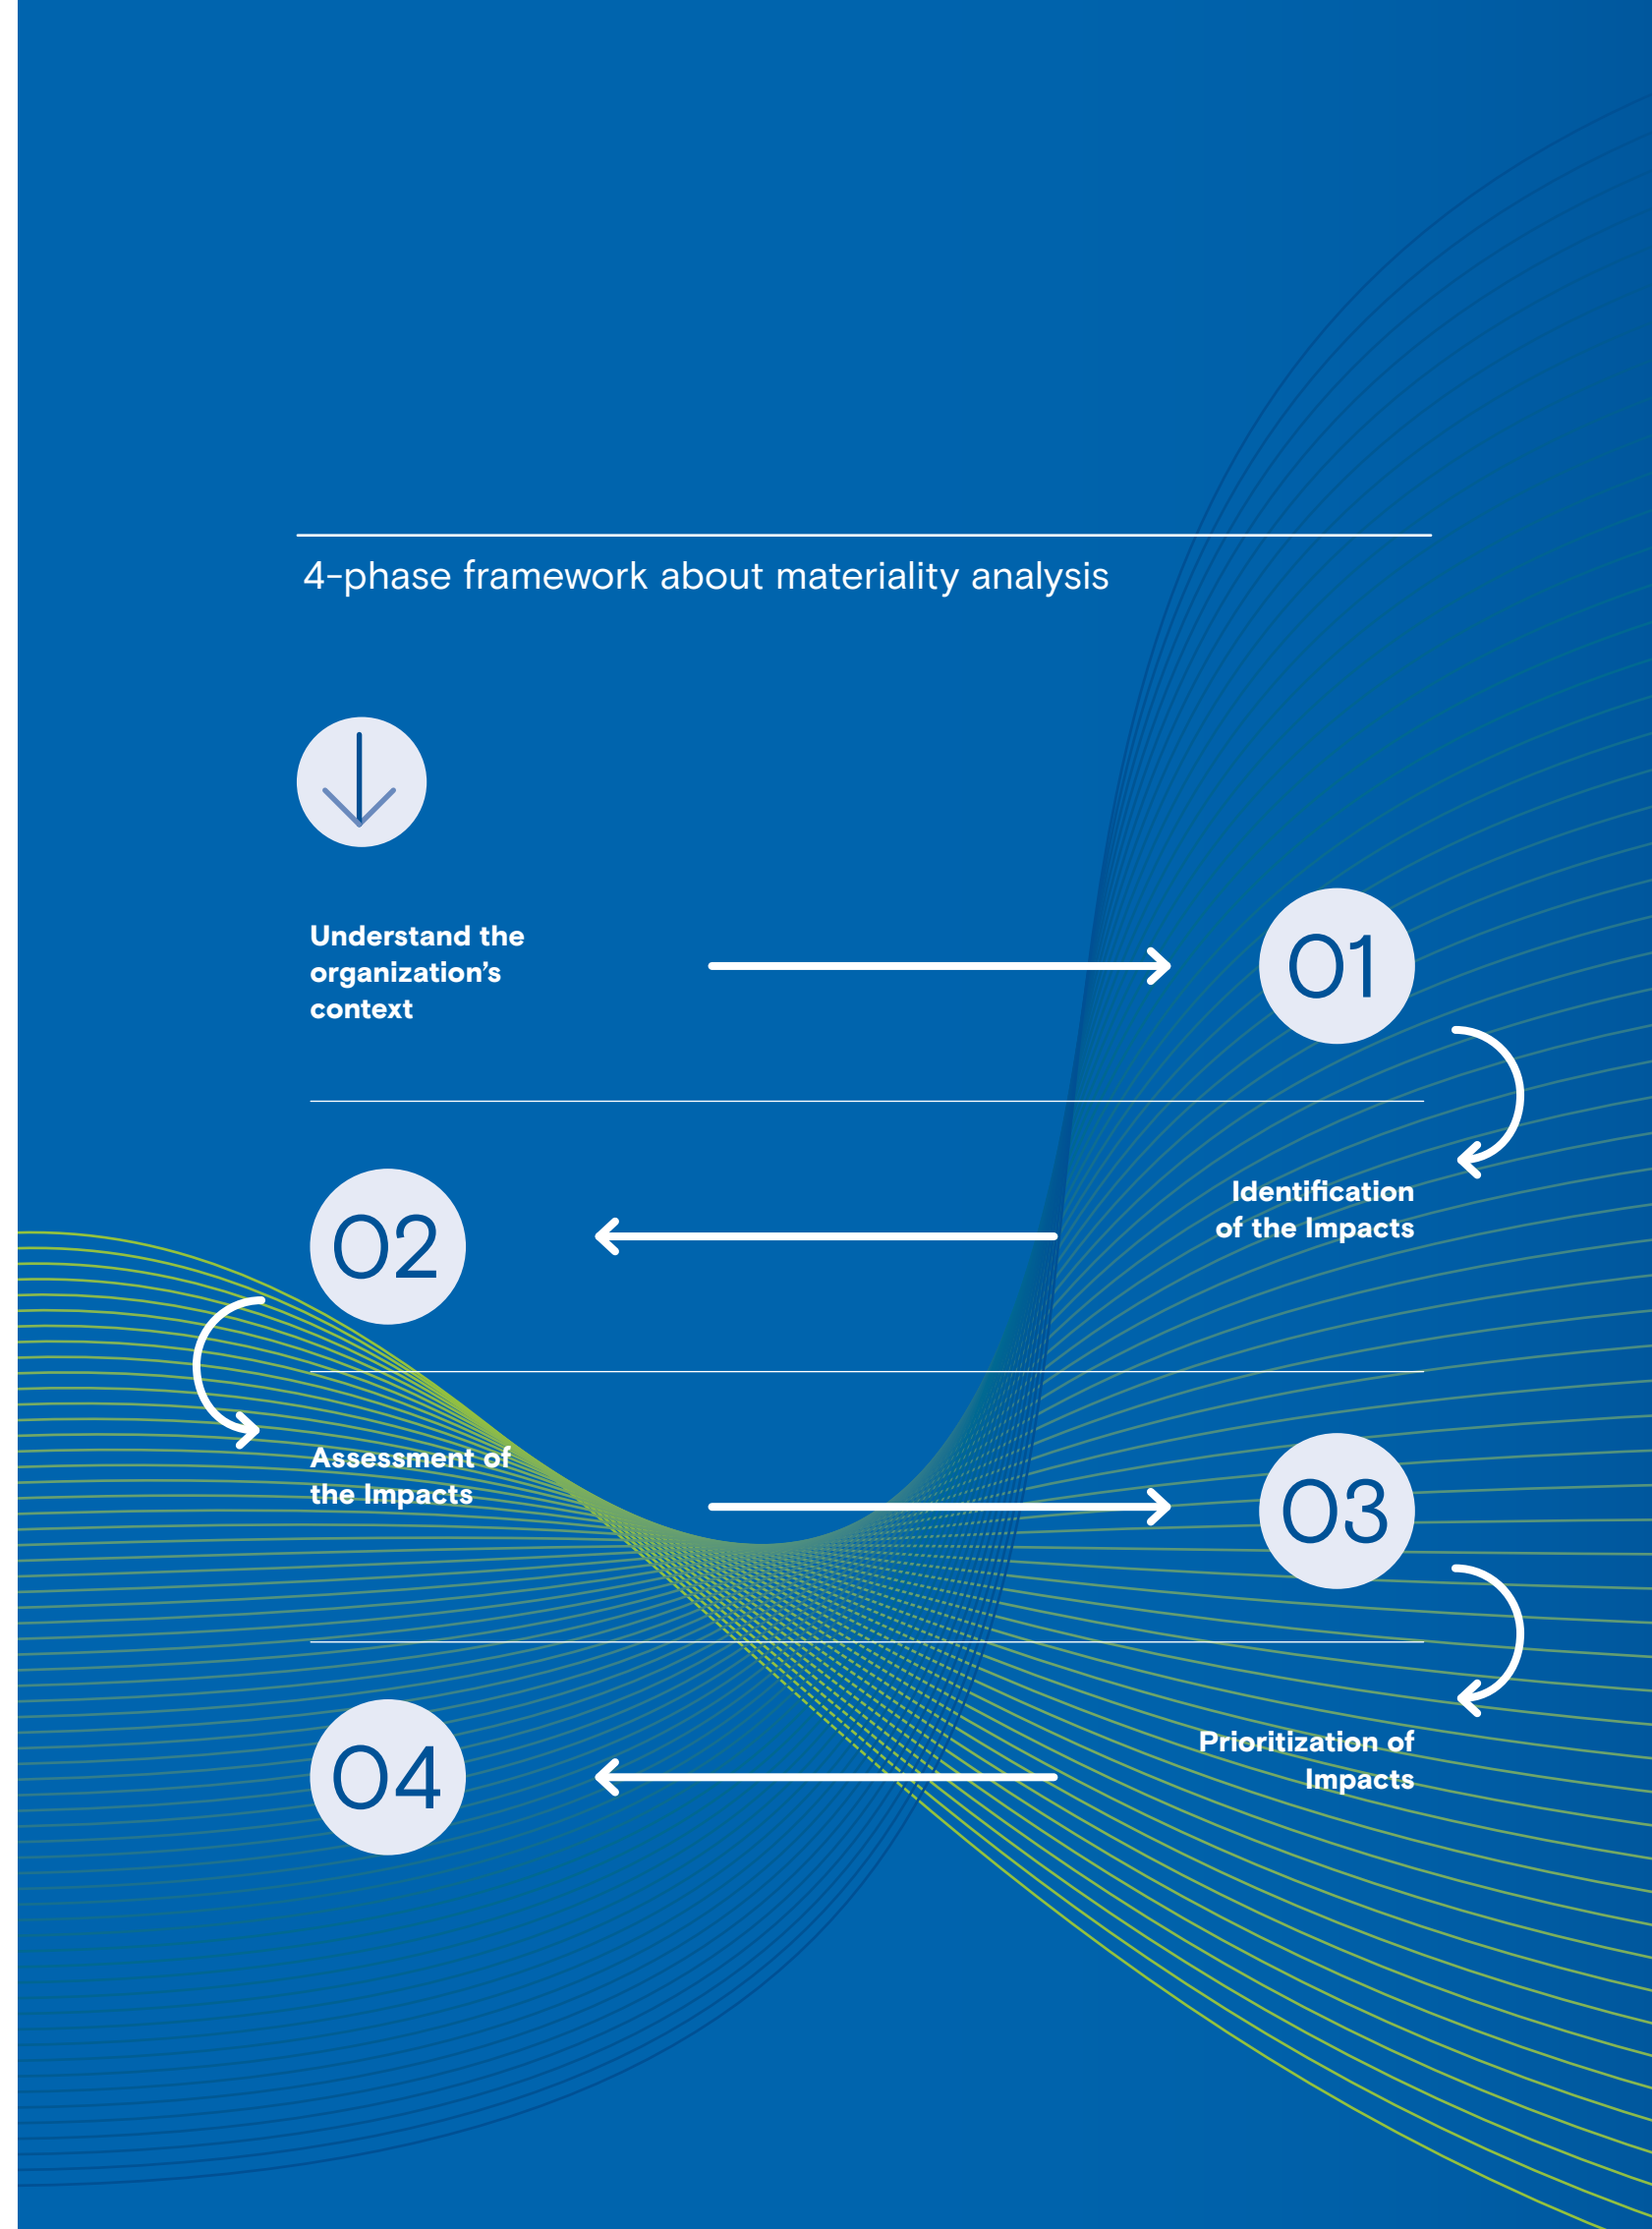 4-phase framework about materiality analysis
Understand the
organization’s
context
01
Identification
of the Impacts
02
Assessment of
the Impacts
03
Prioritization of
Impacts
04